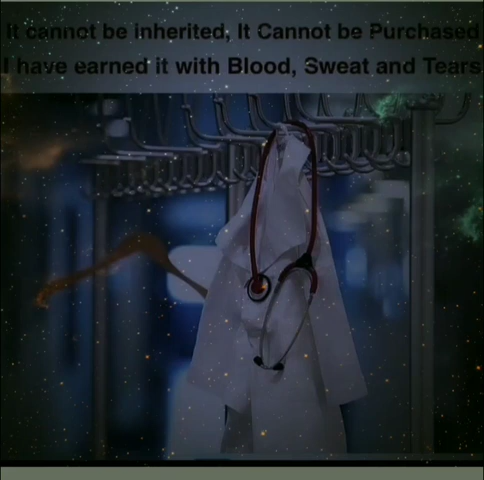 It cannot be inherited, It Cannot be Purchased
I have earned it with Blood, Sweat and Tears